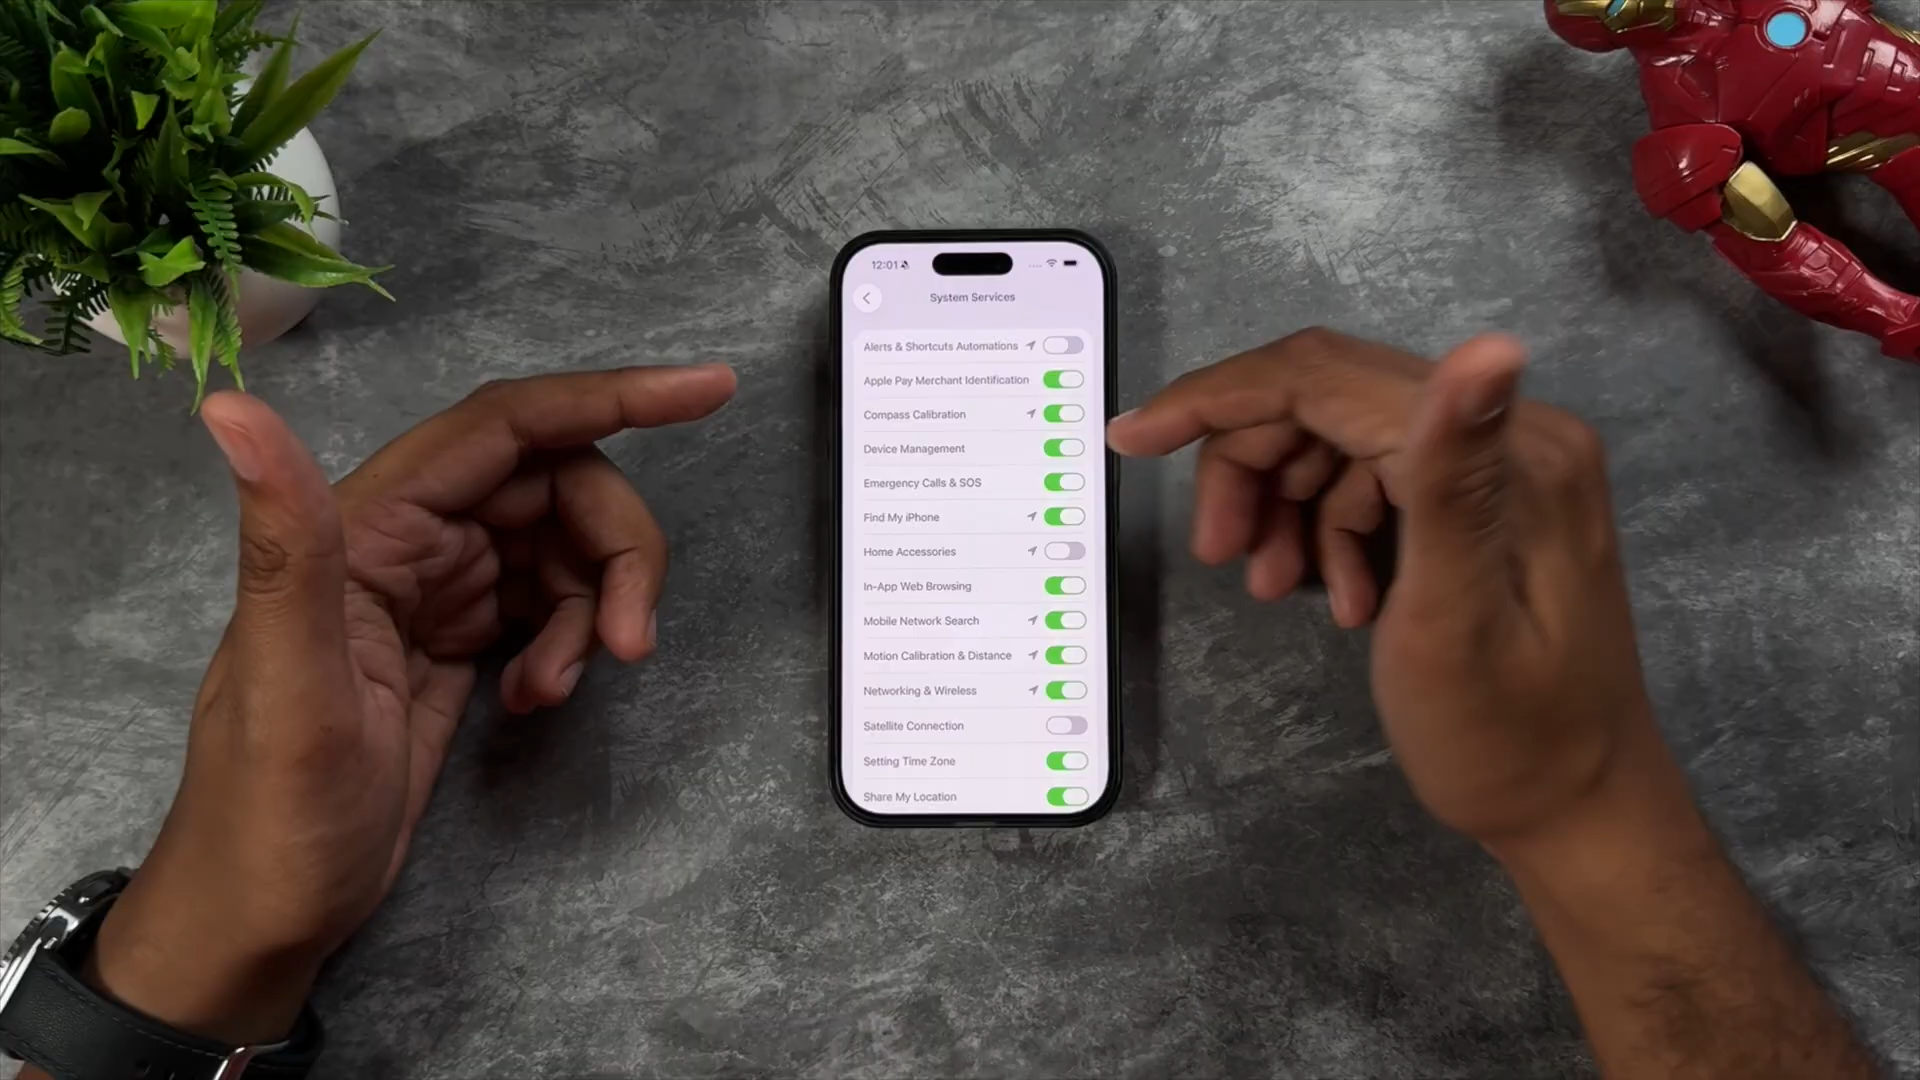 12:01
System Services
Alerts & Shortcuts Automations
Apple Pay Merchant Identification
Compass Calibration
Device Management
Emergency Calls & SOS
Find My iPhone
Home Accessories
In-App Web Browsing
Mobile Network Search
Motion Calibration & Distance
Networking & Wireless
Satellite Connection
Setting Time Zone
Share My Location